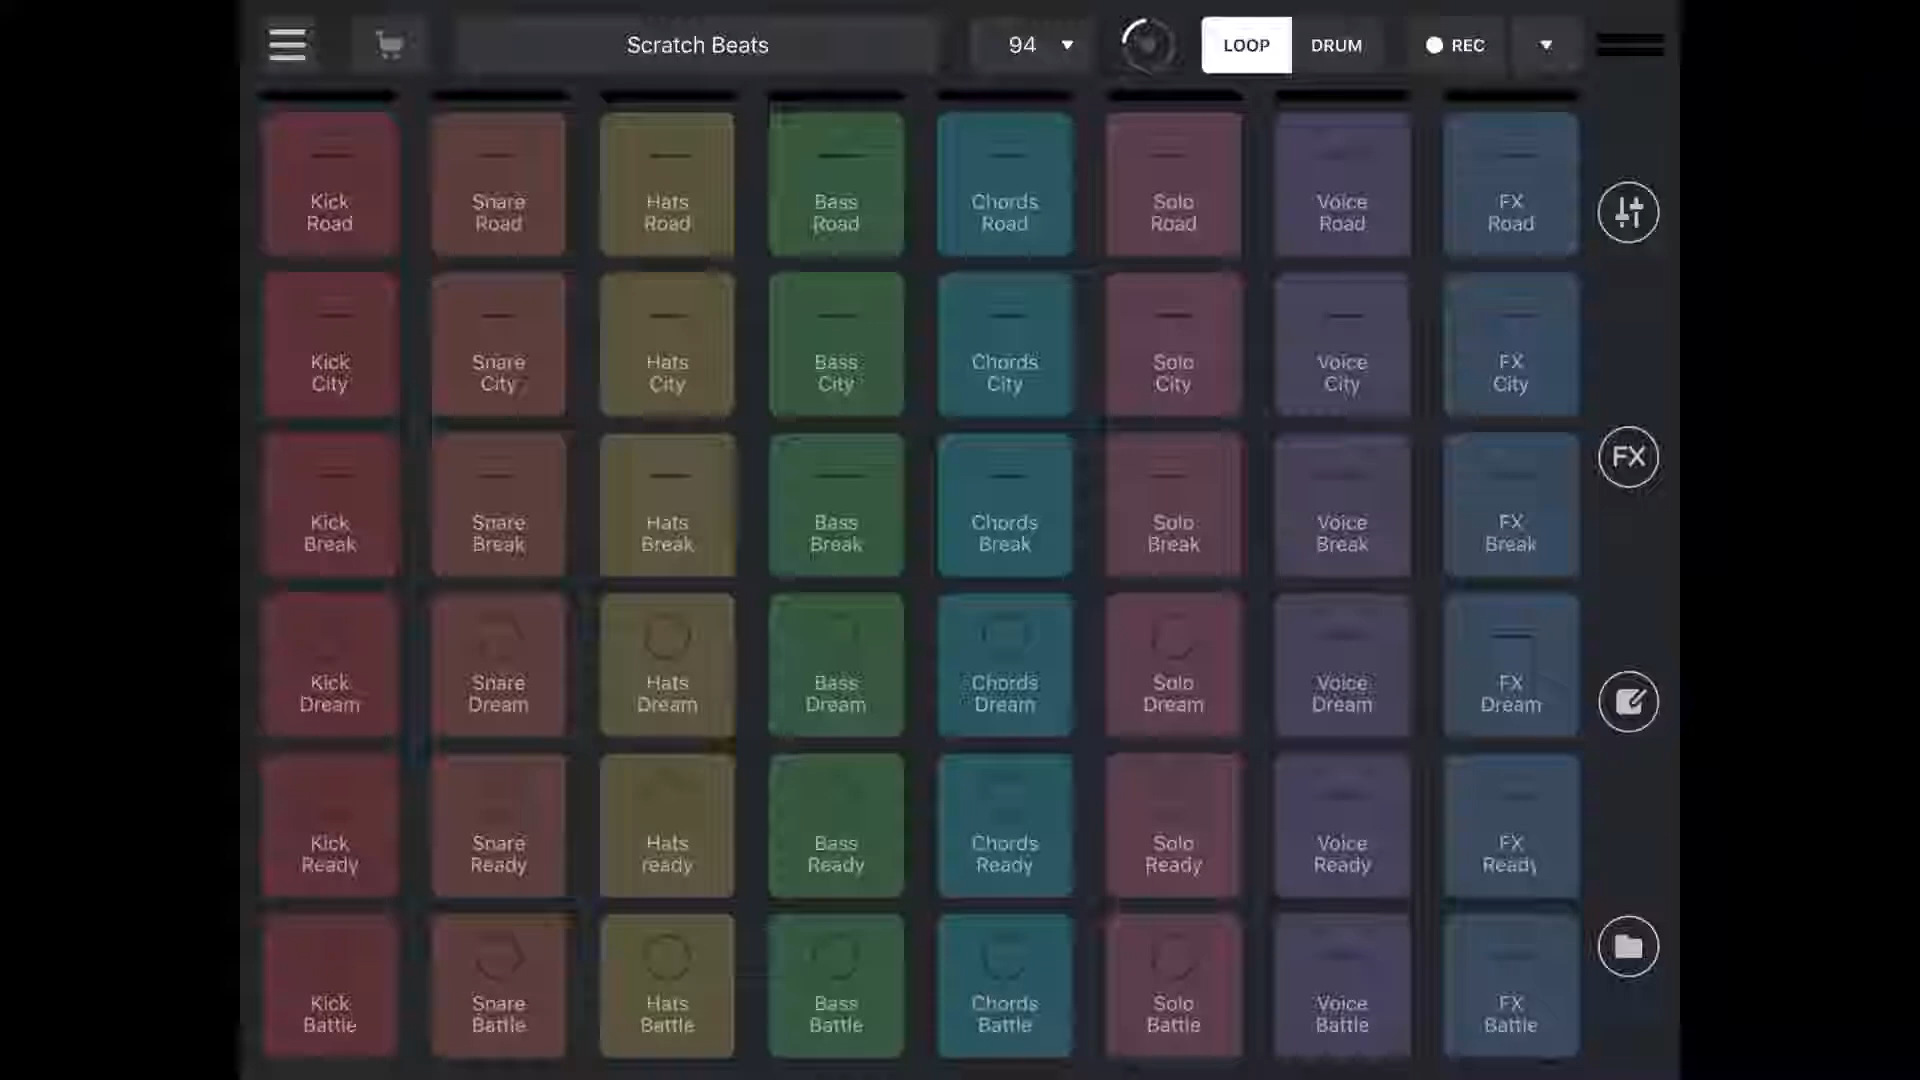 Scratch Beats
94
LOOP
DRUM
REC
Kick
Road
Snare
Road
Hats
Road
Bass
Road
Chords
Road
Solo
Road
Voice
Road
FX
Road
Kick
City
Snare
City
Hats
City
Bass
City
Chords
City
Solo
City
Voice
City
FX
City
FX
Kick
Break
Snare
Break
Hats
Break
Bass
Break
Chords
Break
Solo
Break
Voice
Break
FX
Break
Kick
Dream
Snare
Dream
Hats
Dream
Bass
Dream
Chords
Dream
Solo
Dream
Voice
Dream
FX
Dream
Kick
Ready
Snare
Ready
Hats
ready
Bass
Ready
Chords
Ready
Solo
Ready
Voice
Ready
FX
Ready
Kick
Battle
Snare
Battle
Hats
Battle
Bass
Battle
Chords
Battle
Solo
Battle
Voice
Battle
FX
Battle